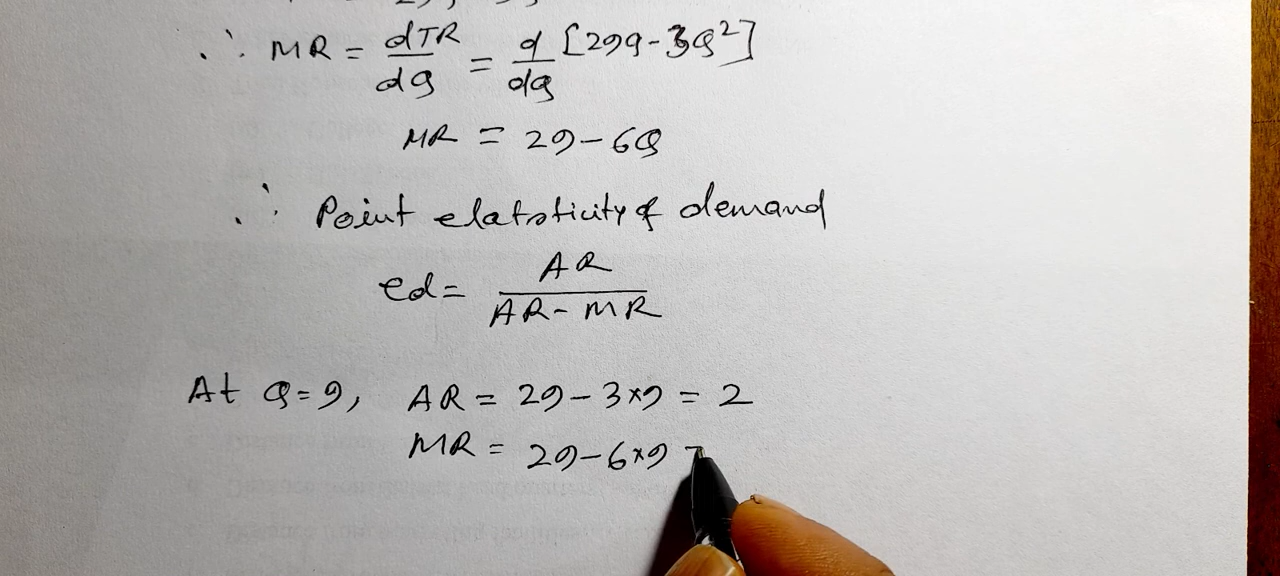 ∴ MR = dTR/dQ = d/dQ [29Q - 3Q²]
MR = 29 - 6Q
∴ Point elatsticity of demand
ed = AR/(AR - MR)
At Q = 9, AR = 29 - 3×9 = 2
MR = 29 - 6×9 =